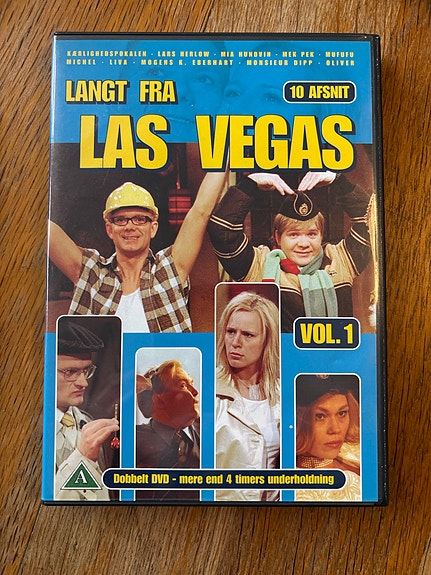 KÆRLIGHEDSPOKALEN · LARS HERLOW · MIA HUNDVIN · MEK PEK · MUFUFU
MICHEL · LIVA · MOGENS K. EBERHART · MONSIEUR DIPP · OLIVER
LANGT FRA
10 AFSNIT
LAS VEGAS
VOL. 1
A
Dobbelt DVD - mere end 4 timers underholdning